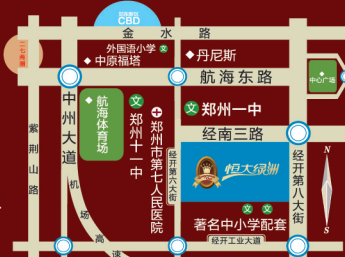 CBD
金水路
外国语小学 文
中原福塔
丹尼斯
二七商圈
航海东路
中心广场
中州大道
航海体育场
文
郑州十一中
郑州市第七人民医院
文
郑州一中
经南三路
紫荆山路
机场高速
经开第六大街
恒大绿洲
经开第八大街
文 文
著名中小学配套
经开工业大道